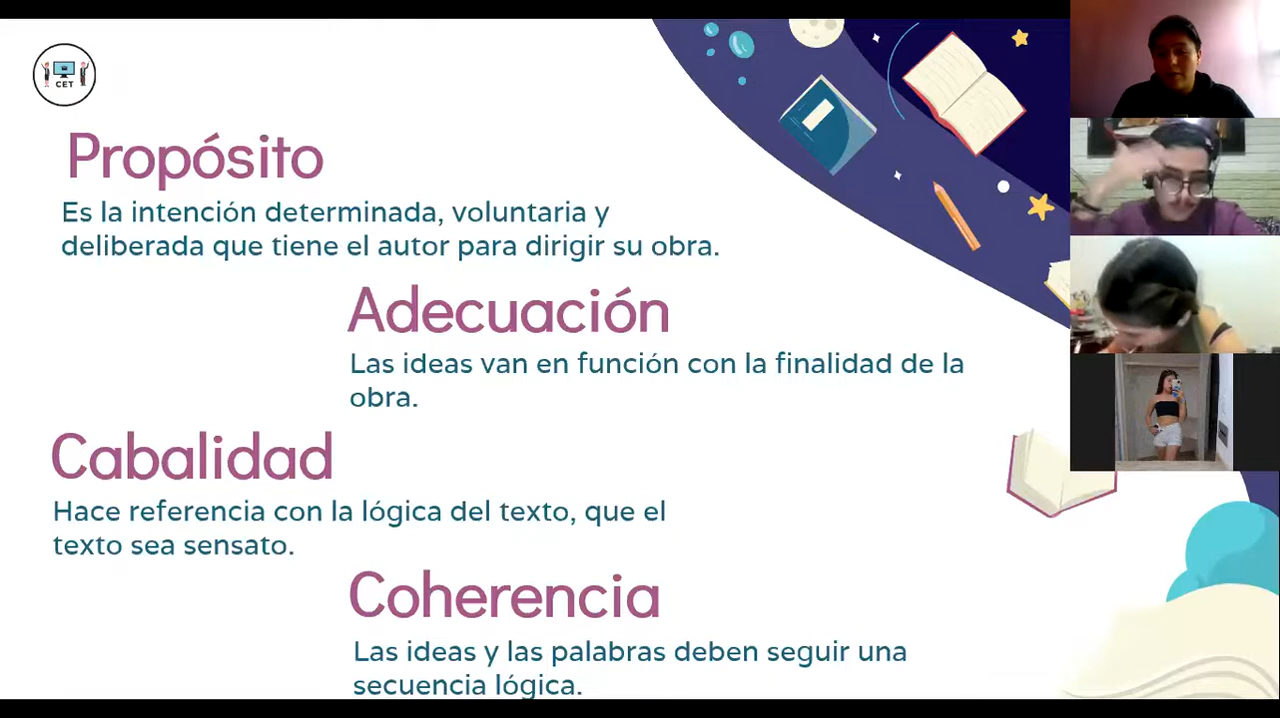 CET
Propósito
Es la intención determinada, voluntaria y
deliberada que tiene el autor para dirigir su obra.
Adecuación
Las ideas van en función con la finalidad de la
obra.
Cabalidad
Hace referencia con la lógica del texto, que el
texto sea sensato.
Coherencia
Las ideas y las palabras deben seguir una
secuencia lógica.